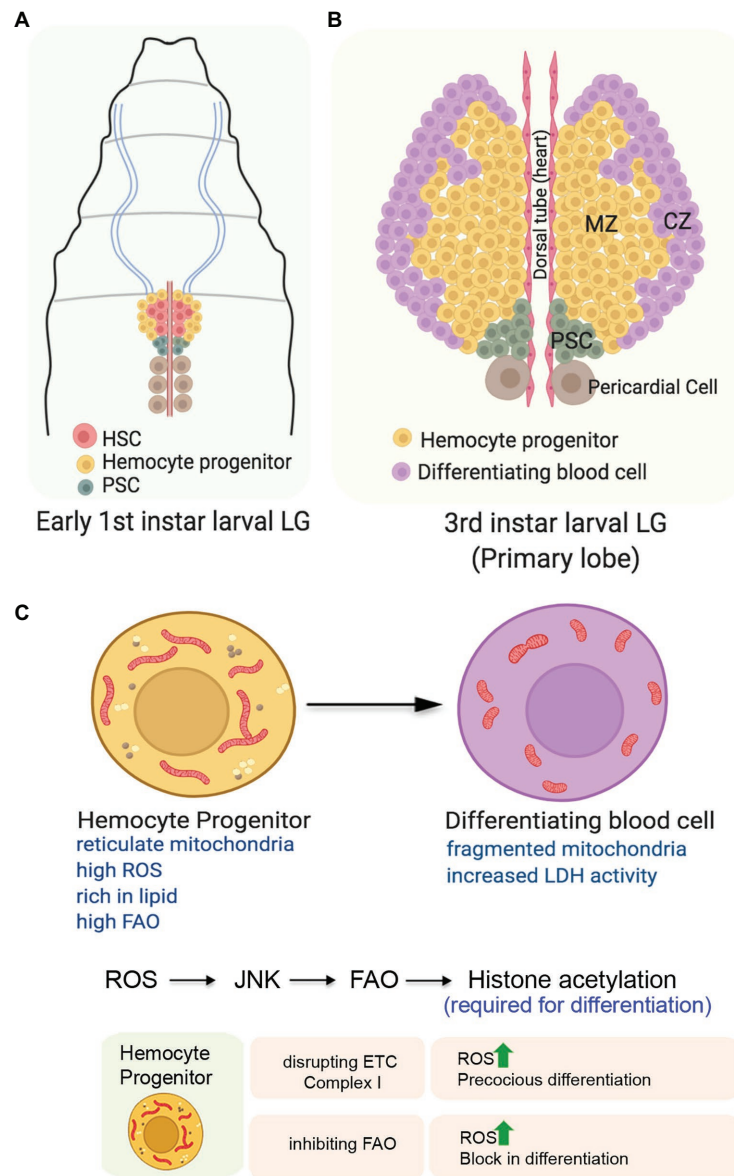 A
HSC
Hemocyte progenitor
PSC
Early 1st instar larval LG
B
Dorsal tube (heart)
MZ
CZ
PSC
Pericardial Cell
Hemocyte progenitor
Differentiating blood cell
3rd instar larval LG
(Primary lobe)
C
Hemocyte Progenitor
reticulate mitochondria
high ROS
rich in lipid
high FAO
Differentiating blood cell
fragmented mitochondria
increased LDH activity
ROS → JNK → FAO → Histone acetylation
(required for differentiation)
Hemocyte
Progenitor
disrupting ETC
Complex I
ROS
Precocious differentiation
inhibiting FAO
ROS
Block in differentiation